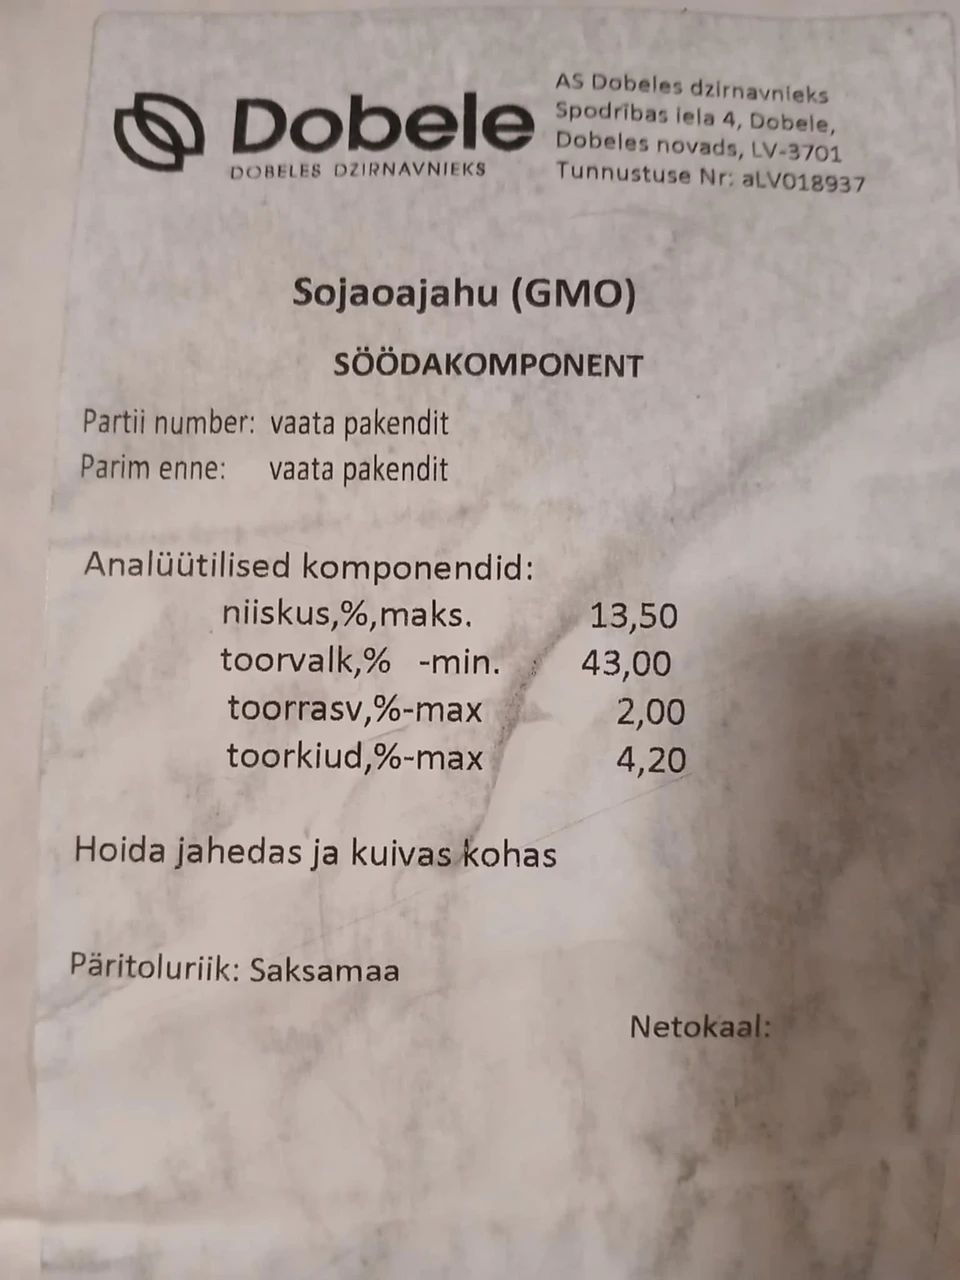 Dobele
DOBELES DZIRNAVNIEKS
AS Dobeles dzirnavnieks
Spodrības iela 4, Dobele,
Dobeles novads, LV-3701
Tunnustuse Nr: aLV018937
Sojaoajahu (GMO)
SÖÖDAKOMPONENT
Partii number: vaata pakendit
Parim enne: vaata pakendit
Analüütilised komponendid:
niiskus,%,maks. 13,50
toorvalk,% -min. 43,00
toorrasv,%-max 2,00
toorkiud,%-max 4,20
Hoida jahedas ja kuivas kohas
Päritoluriik: Saksamaa
Netokaal: